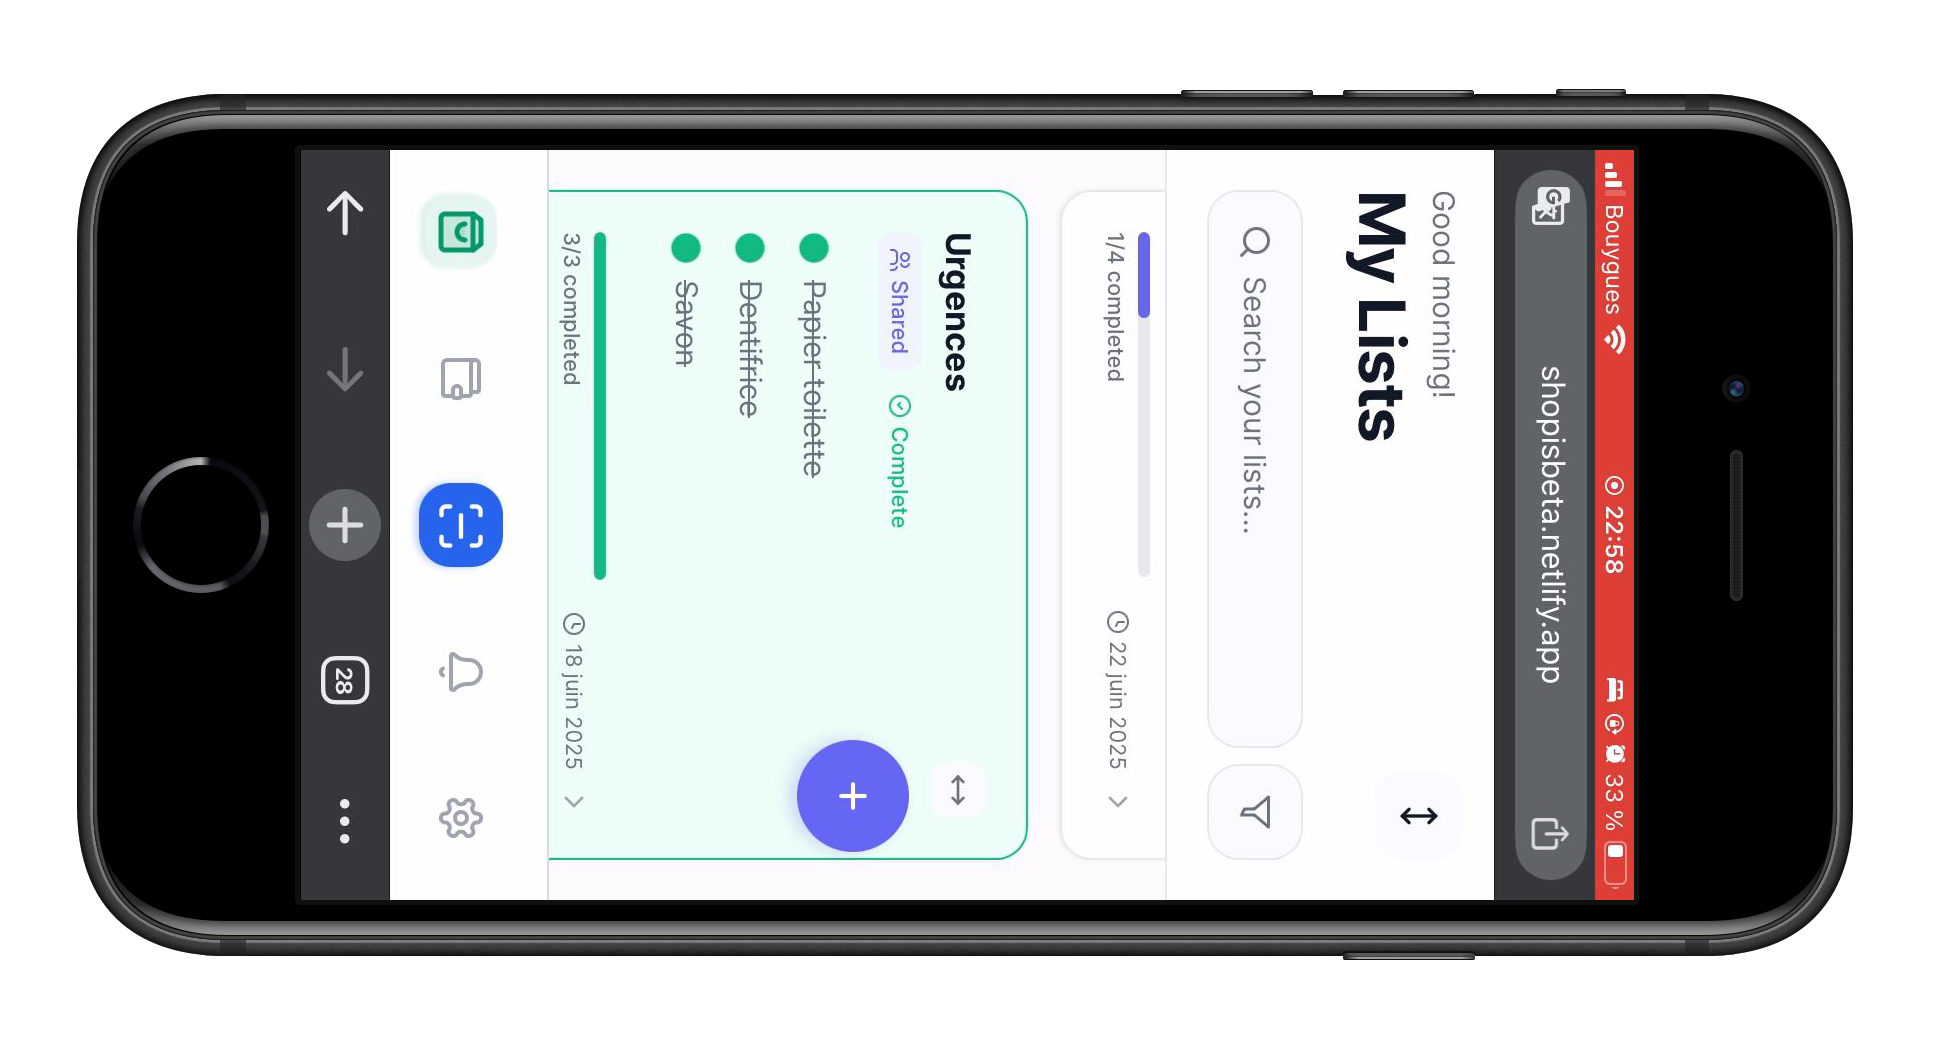 Bouygues 22:58 33 %
shopisbeta.netlify.app
Good morning!
My Lists
Search your lists...
1/4 completed 22 juin 2025
Urgences
Shared Complete
Papier toilette
Dentifrice
Savon
3/3 completed 18 juin 2025
28